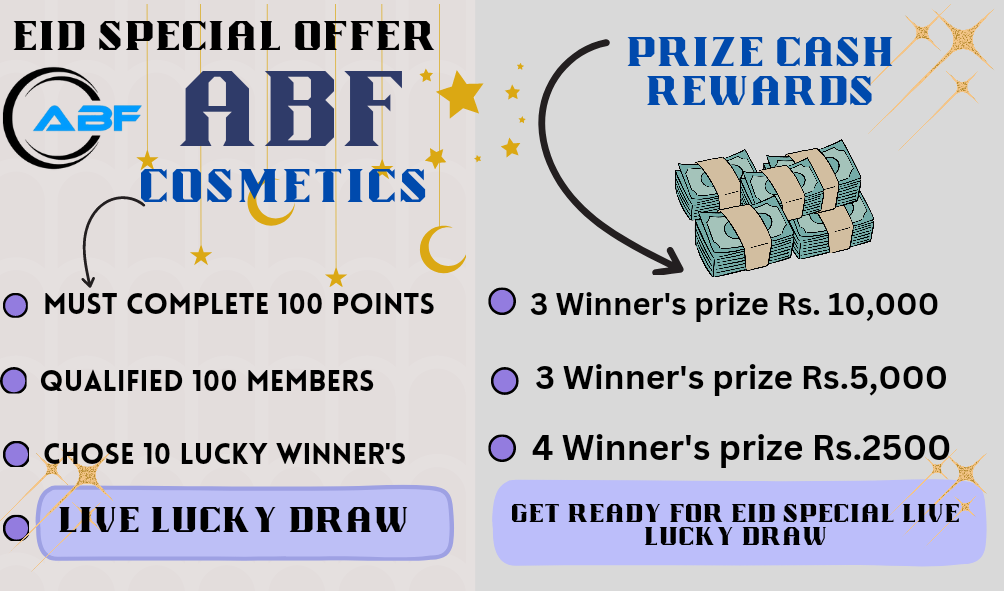 EID SPECIAL OFFER
ABF
ABF
COSMETICS
MUST COMPLETE 100 POINTS
QUALIFIED 100 MEMBERS
CHOSE 10 LUCKY WINNER'S
LIVE LUCKY DRAW
PRIZE CASH
REWARDS
3 Winner's prize Rs. 10,000
3 Winner's prize Rs.5,000
4 Winner's prize Rs.2500
GET READY FOR EID SPECIAL LIVE
LUCKY DRAW